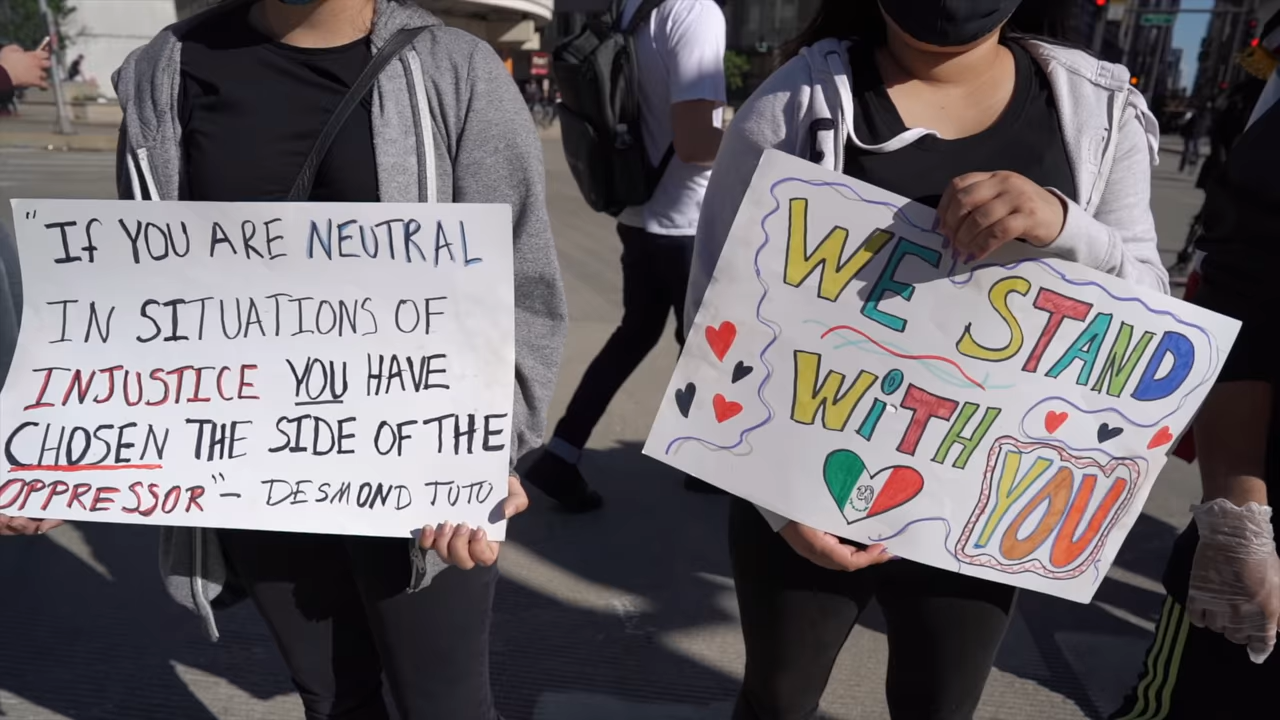 "If YOU ARE NEUTRAL
IN SITUATIONS OF
INJUSTICE YOU HAVE
CHOSEN THE SIDE OF THE
OPPRESSOR" - DESMOND TUTU
WE STAND
WiTH
YOU